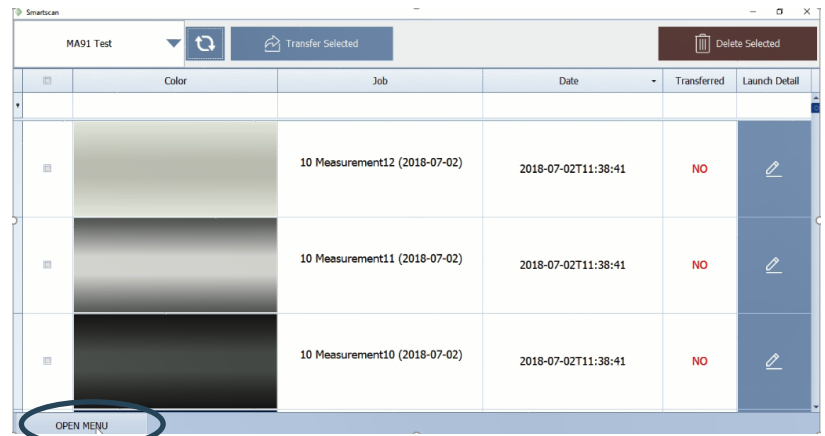 Smartscan
MA91 Test
Transfer Selected
Delete Selected
Color Job Date Transferred Launch Detail
10 Measurement12 (2018-07-02) 2018-07-02T11:38:41 NO
10 Measurement11 (2018-07-02) 2018-07-02T11:38:41 NO
10 Measurement10 (2018-07-02) 2018-07-02T11:38:41 NO
OPEN MENU